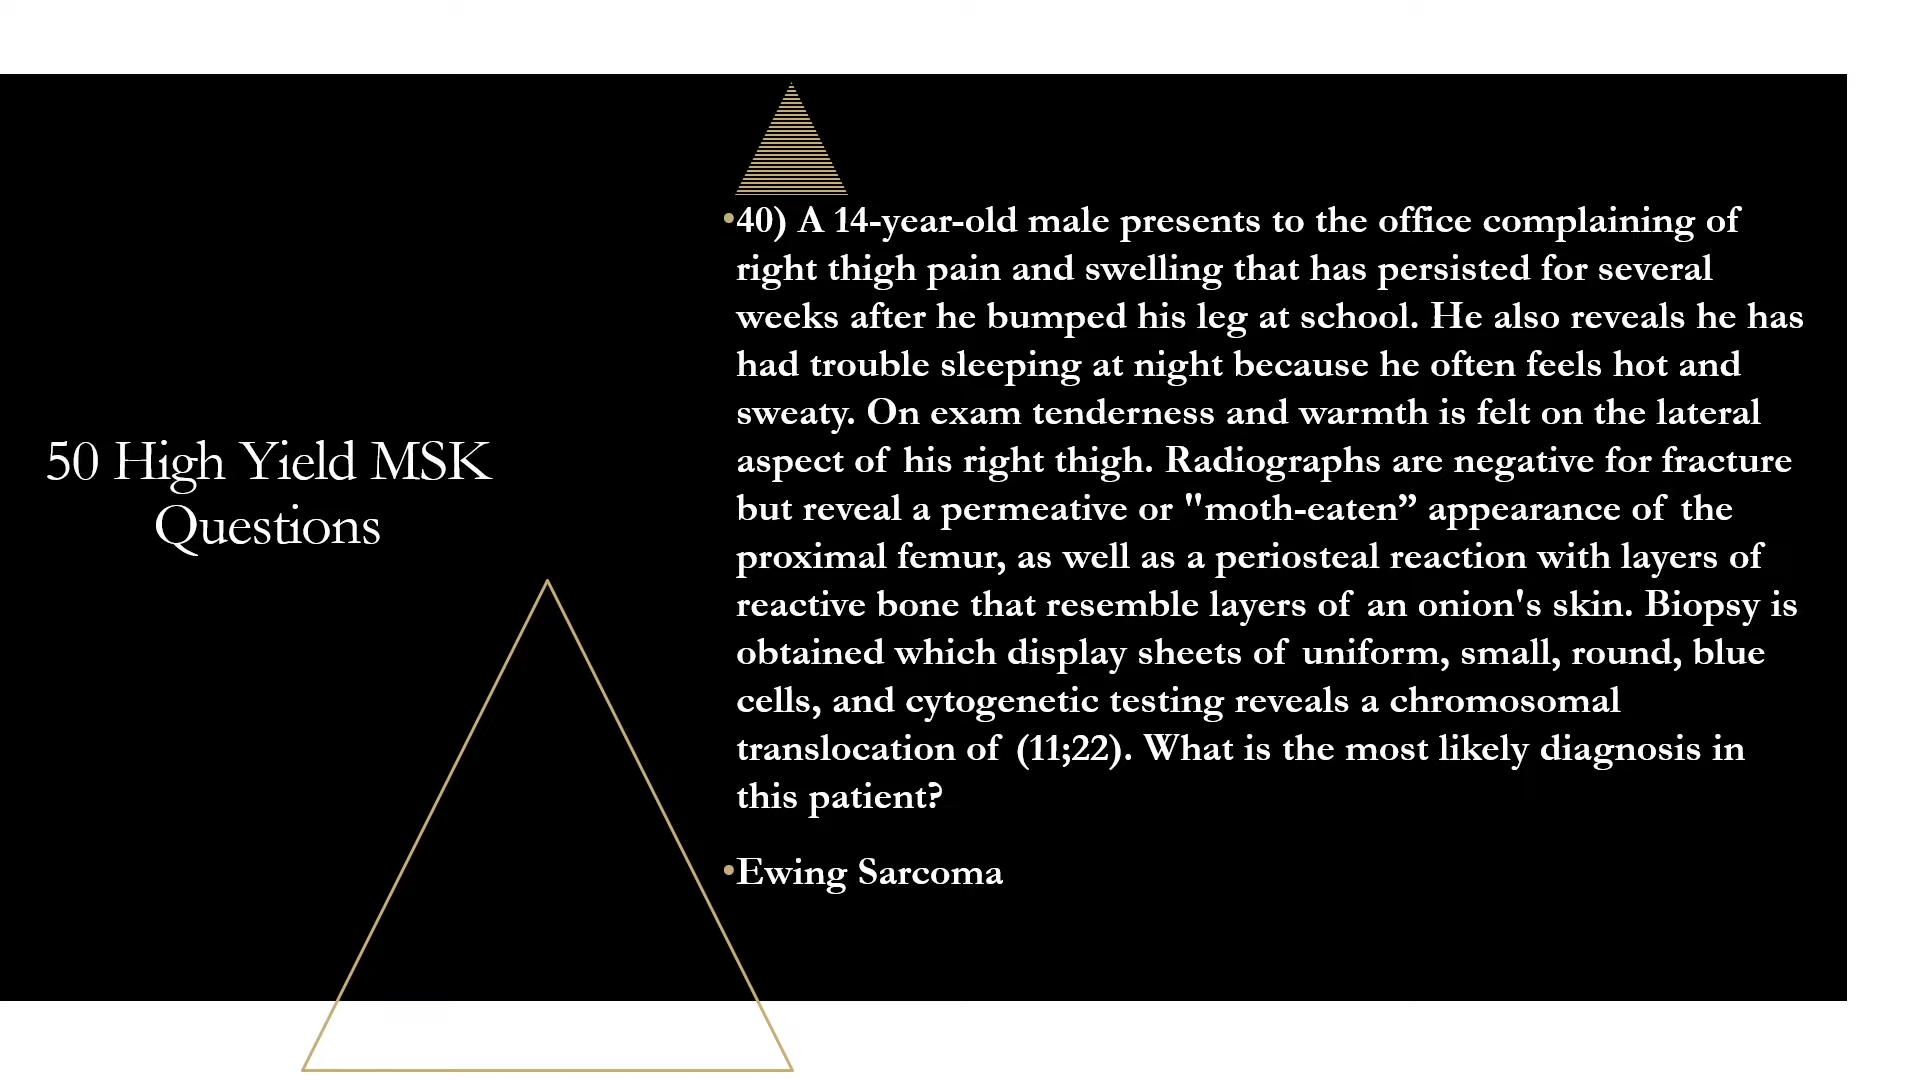 50 High Yield MSK
Questions
•40) A 14-year-old male presents to the office complaining of
right thigh pain and swelling that has persisted for several
weeks after he bumped his leg at school. He also reveals he has
had trouble sleeping at night because he often feels hot and
sweaty. On exam tenderness and warmth is felt on the lateral
aspect of his right thigh. Radiographs are negative for fracture
but reveal a permeative or "moth-eaten” appearance of the
proximal femur, as well as a periosteal reaction with layers of
reactive bone that resemble layers of an onion's skin. Biopsy is
obtained which display sheets of uniform, small, round, blue
cells, and cytogenetic testing reveals a chromosomal
translocation of (11;22). What is the most likely diagnosis in
this patient?
•Ewing Sarcoma